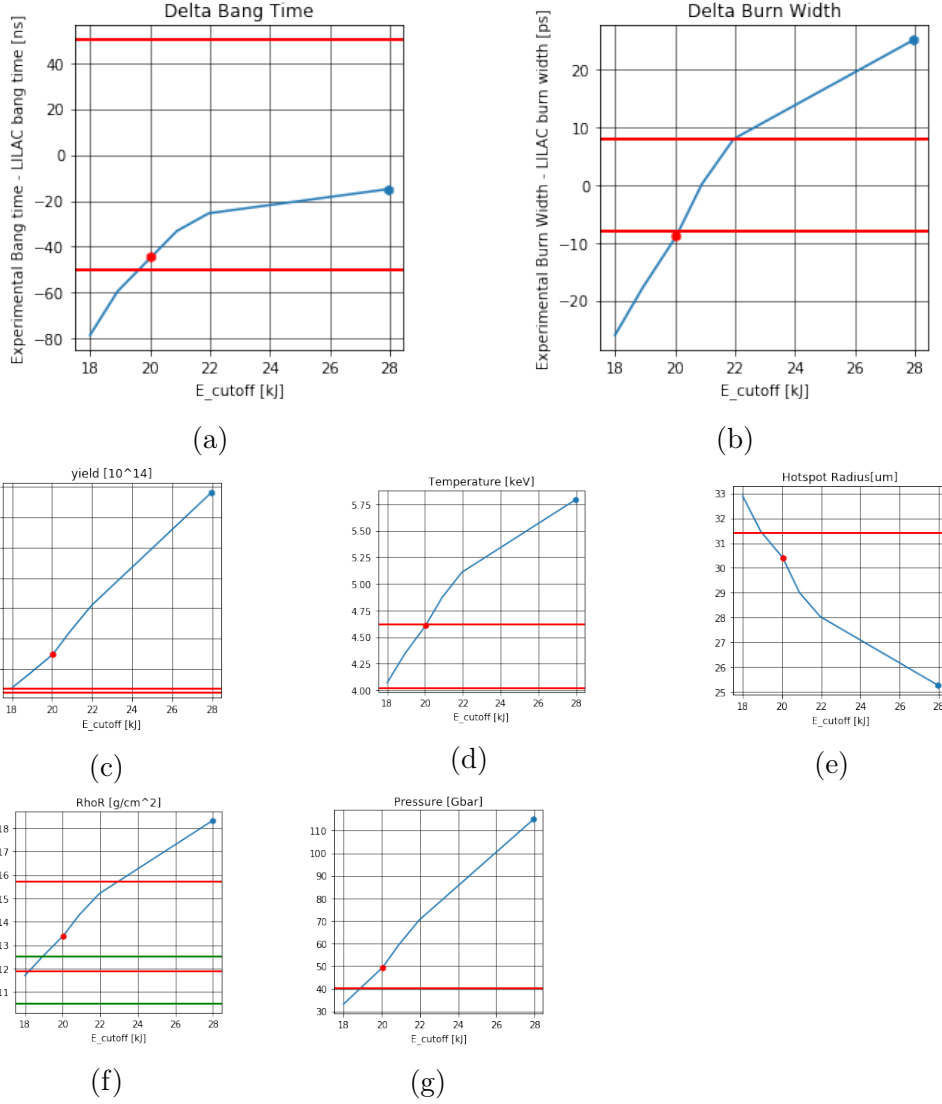 Delta Bang Time
Experimental Bang time - LILAC bang time [ns]
40
20
0
−20
−40
−60
−80
18 20 22 24 26 28
E_cutoff [kJ]
(a)
Delta Burn Width
Experimental Burn Width - LILAC burn width [ps]
20
10
0
−10
−20
18 20 22 24 26 28
E_cutoff [kJ]
(b)
yield [10^14]
18 20 22 24 26 28
E_cutoff [kJ]
(c)
Temperature [keV]
5.75
5.50
5.25
5.00
4.75
4.50
4.25
4.00
18 20 22 24 26 28
E_cutoff [kJ]
(d)
Hotspot Radius[um]
33
32
31
30
29
28
27
26
25
18 20 22 24 26 28
E_cutoff [kJ]
(e)
RhoR [g/cm^2]
18
17
16
15
14
13
12
11
18 20 22 24 26 28
E_cutoff [kJ]
(f)
Pressure [Gbar]
110
100
90
80
70
60
50
40
30
18 20 22 24 26 28
E_cutoff [kJ]
(g)